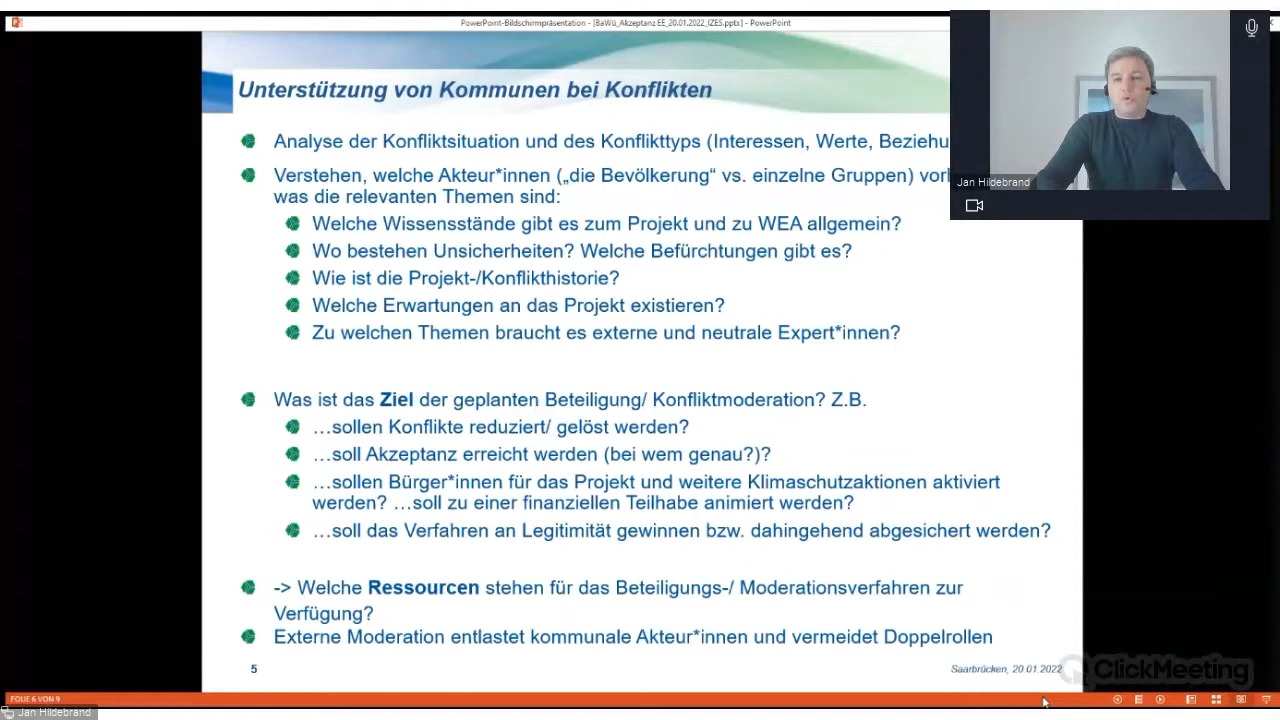 PowerPoint-Bildschirmpräsentation - [BaWü_Akzeptanz EE_20.01.2022_IZES.pptx] - PowerPoint
Unterstützung von Kommunen bei Konflikten
Analyse der Konfliktsituation und des Konflikttyps (Interessen, Werte, Beziehu
Verstehen, welche Akteur*innen („die Bevölkerung“ vs. einzelne Gruppen)
was die relevanten Themen sind:
Welche Wissensstände gibt es zum Projekt und zu WEA allgemein?
Wo bestehen Unsicherheiten? Welche Befürchtungen gibt es?
Wie ist die Projekt-/Konflikthistorie?
Welche Erwartungen an das Projekt existieren?
Zu welchen Themen braucht es externe und neutrale Expert*innen?
Was ist das Ziel der geplanten Beteiligung/ Konfliktmoderation? Z.B.
…sollen Konflikte reduziert/ gelöst werden?
…soll Akzeptanz erreicht werden (bei wem genau?)?
…sollen Bürger*innen für das Projekt und weitere Klimaschutzaktionen aktiviert
werden? …soll zu einer finanziellen Teilhabe animiert werden?
…soll das Verfahren an Legitimität gewinnen bzw. dahingehend abgesichert werden?
-> Welche Ressourcen stehen für das Beteiligungs-/ Moderationsverfahren zur
Verfügung?
Externe Moderation entlastet kommunale Akteur*innen und vermeidet Doppelrollen
5
Saarbrücken, 20.01.2022
ClickMeeting
FOLIE 6 VON 9
Jan Hildebrand
Jan Hildebrand